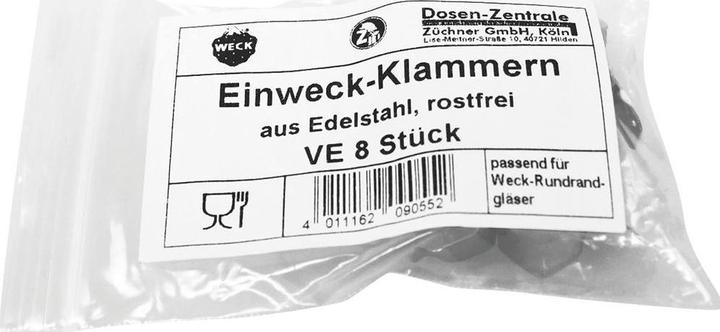 WECK
Dosen-Zentrale
Züchner GmbH, Köln
Lise-Meitner-Straße 10, 40721 Hilden
Einweck-Klammern
aus Edelstahl, rostfrei
VE 8 Stück
4 011162 090552
passend für
Weck-Rundrand-
gläser